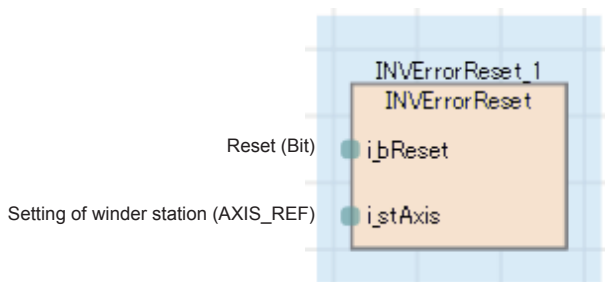 INVErrorReset_1
INVErrorReset
Reset (Bit)
i_bReset
Setting of winder station (AXIS_REF)
i_stAxis